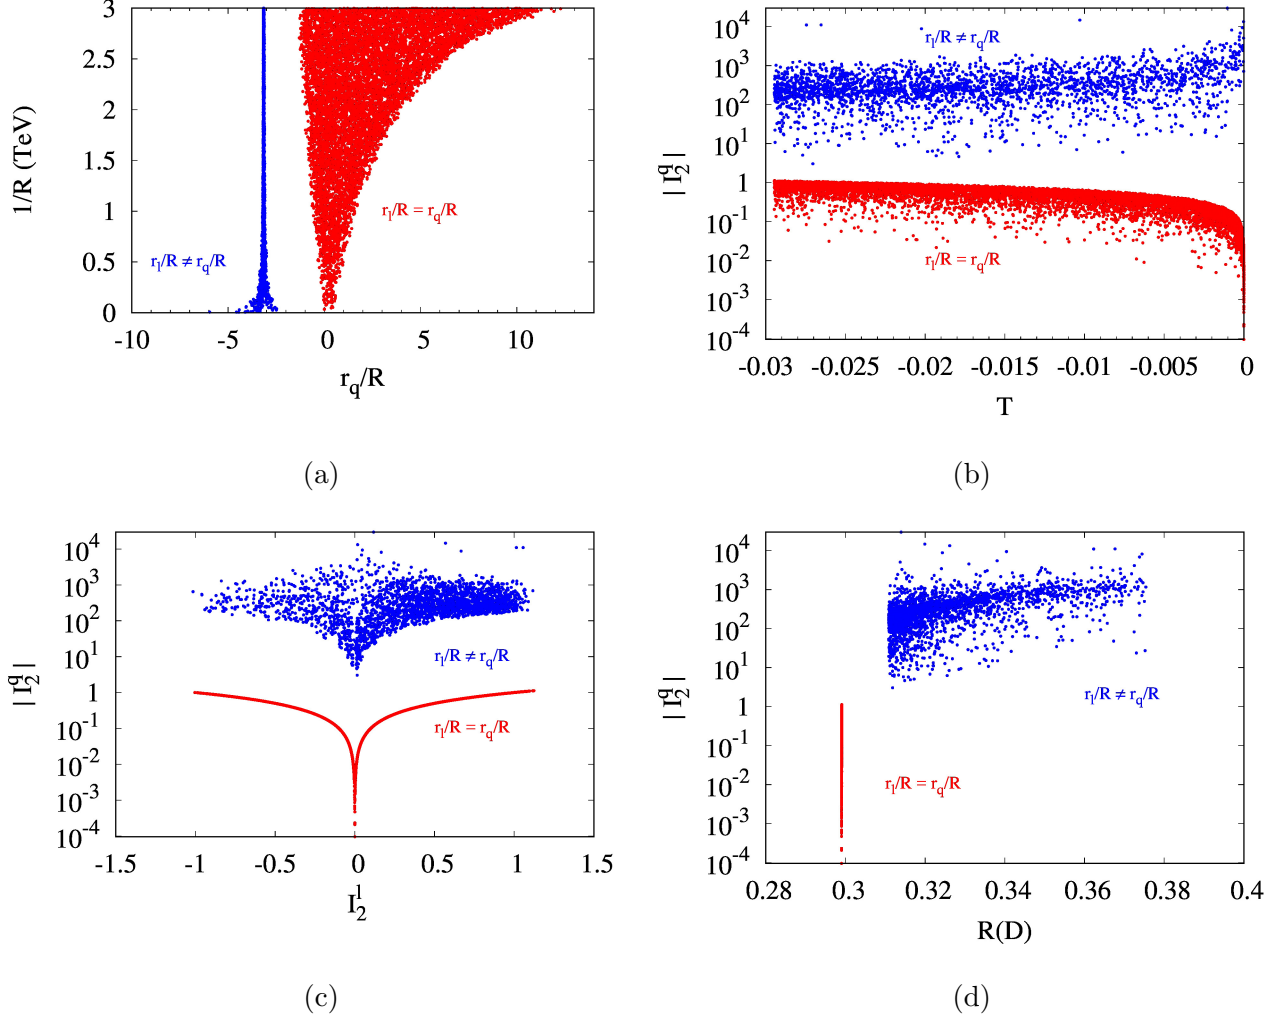 3
2.5
2
1.5
1
0.5
0
1/R (TeV)
r_l/R = r_q/R
r_l/R ≠ r_q/R
-10 -5 0 5 10
r_q/R
(a)
10^4
10^3
10^2
10^1
1
10^-1
10^-2
10^-3
10^-4
| I_2^q |
r_l/R ≠ r_q/R
r_l/R = r_q/R
-0.03 -0.025 -0.02 -0.015 -0.01 -0.005 0
T
(b)
10^4
10^3
10^2
10^1
1
10^-1
10^-2
10^-3
10^-4
| I_2^q |
r_l/R ≠ r_q/R
r_l/R = r_q/R
-1.5 -1 -0.5 0 0.5 1 1.5
I_2^l
(c)
10^4
10^3
10^2
10^1
1
10^-1
10^-2
10^-3
10^-4
| I_2^q |
r_l/R ≠ r_q/R
r_l/R = r_q/R
0.28 0.3 0.32 0.34 0.36 0.38 0.4
R(D)
(d)